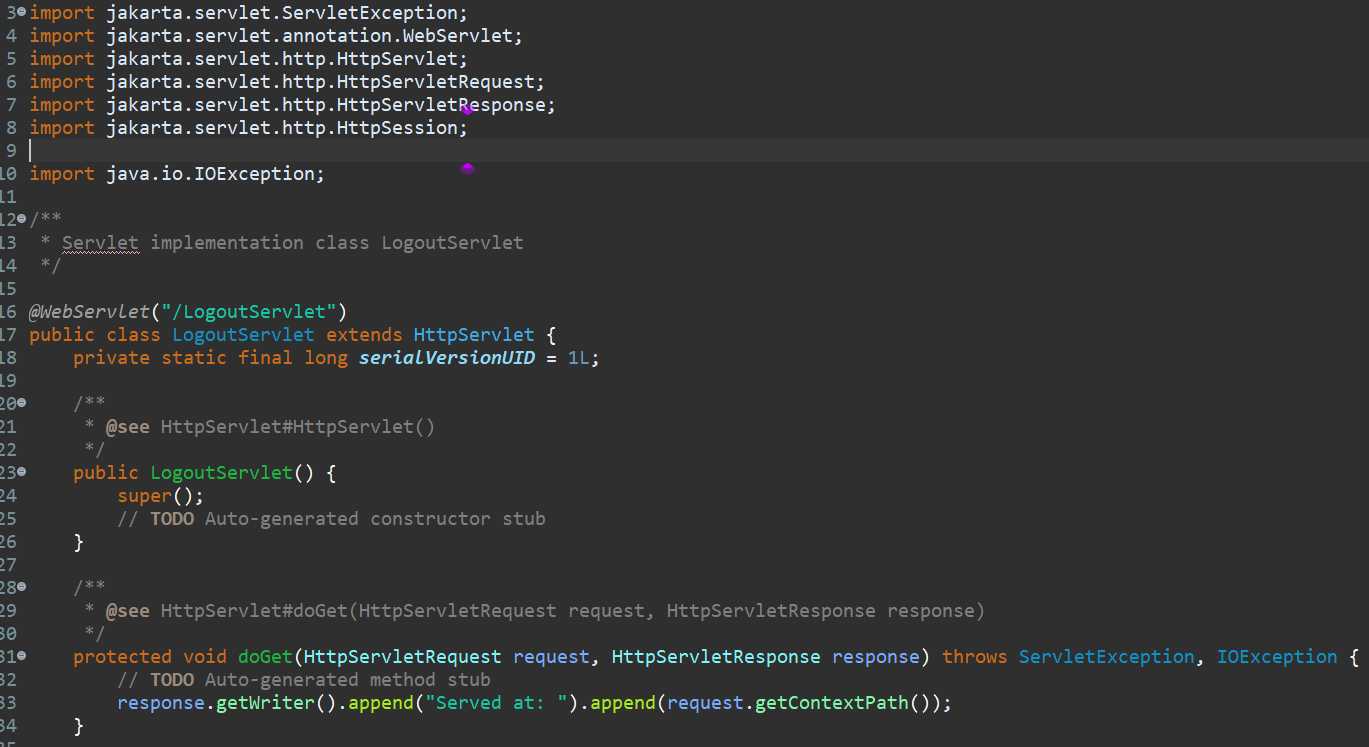 3 import jakarta.servlet.ServletException;
4 import jakarta.servlet.annotation.WebServlet;
5 import jakarta.servlet.http.HttpServlet;
6 import jakarta.servlet.http.HttpServletRequest;
7 import jakarta.servlet.http.HttpServletResponse;
8 import jakarta.servlet.http.HttpSession;
9
10 import java.io.IOException;
11
12 /**
13  * Servlet implementation class LogoutServlet
14  */
15
16 @WebServlet("/LogoutServlet")
17 public class LogoutServlet extends HttpServlet {
18     private static final long serialVersionUID = 1L;
19
20     /**
21      * @see HttpServlet#HttpServlet()
22      */
23     public LogoutServlet() {
24         super();
25         // TODO Auto-generated constructor stub
26     }
27
28     /**
29      * @see HttpServlet#doGet(HttpServletRequest request, HttpServletResponse response)
30      */
31     protected void doGet(HttpServletRequest request, HttpServletResponse response) throws ServletException, IOException {
32         // TODO Auto-generated method stub
33         response.getWriter().append("Served at: ").append(request.getContextPath());
34     }